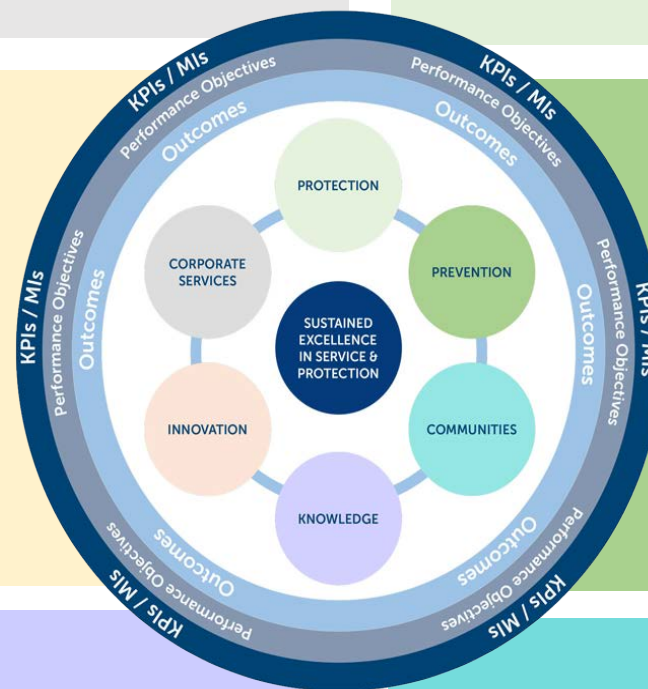 KPIs / MIs
KPIs / MIs
Performance Objectives
Performance Objectives
Outcomes
Outcomes
PROTECTION
CORPORATE
SERVICES
PREVENTION
KPIs / MIs
Performance Objectives
Outcomes
SUSTAINED
EXCELLENCE
IN SERVICE &
PROTECTION
Outcomes
Performance Objectives
KPIs / MIs
INNOVATION
COMMUNITIES
KNOWLEDGE
Outcomes
Outcomes
Performance Objectives
Performance Objectives
KPIs / MIs
KPIs / MIs